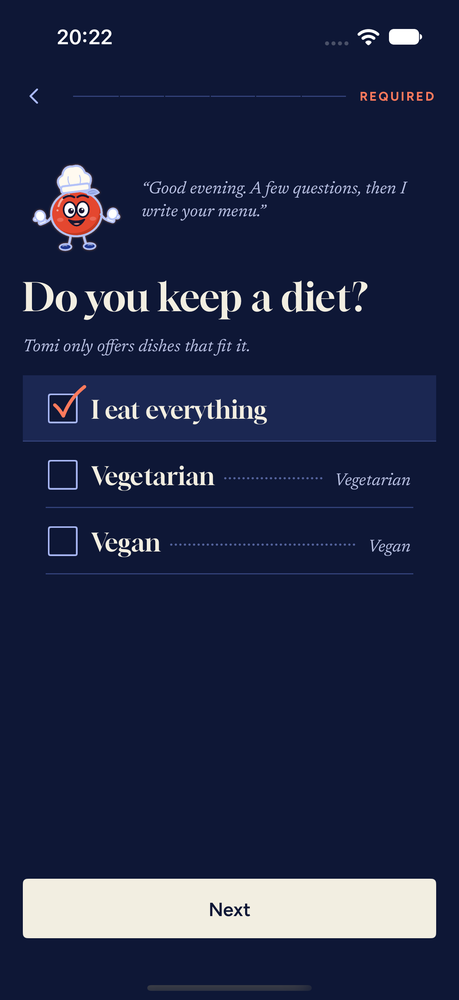 20:22
REQUIRED
“Good evening. A few questions, then I
write your menu.”
Do you keep a diet?
Tomi only offers dishes that fit it.
I eat everything
Vegetarian Vegetarian
Vegan Vegan
Next